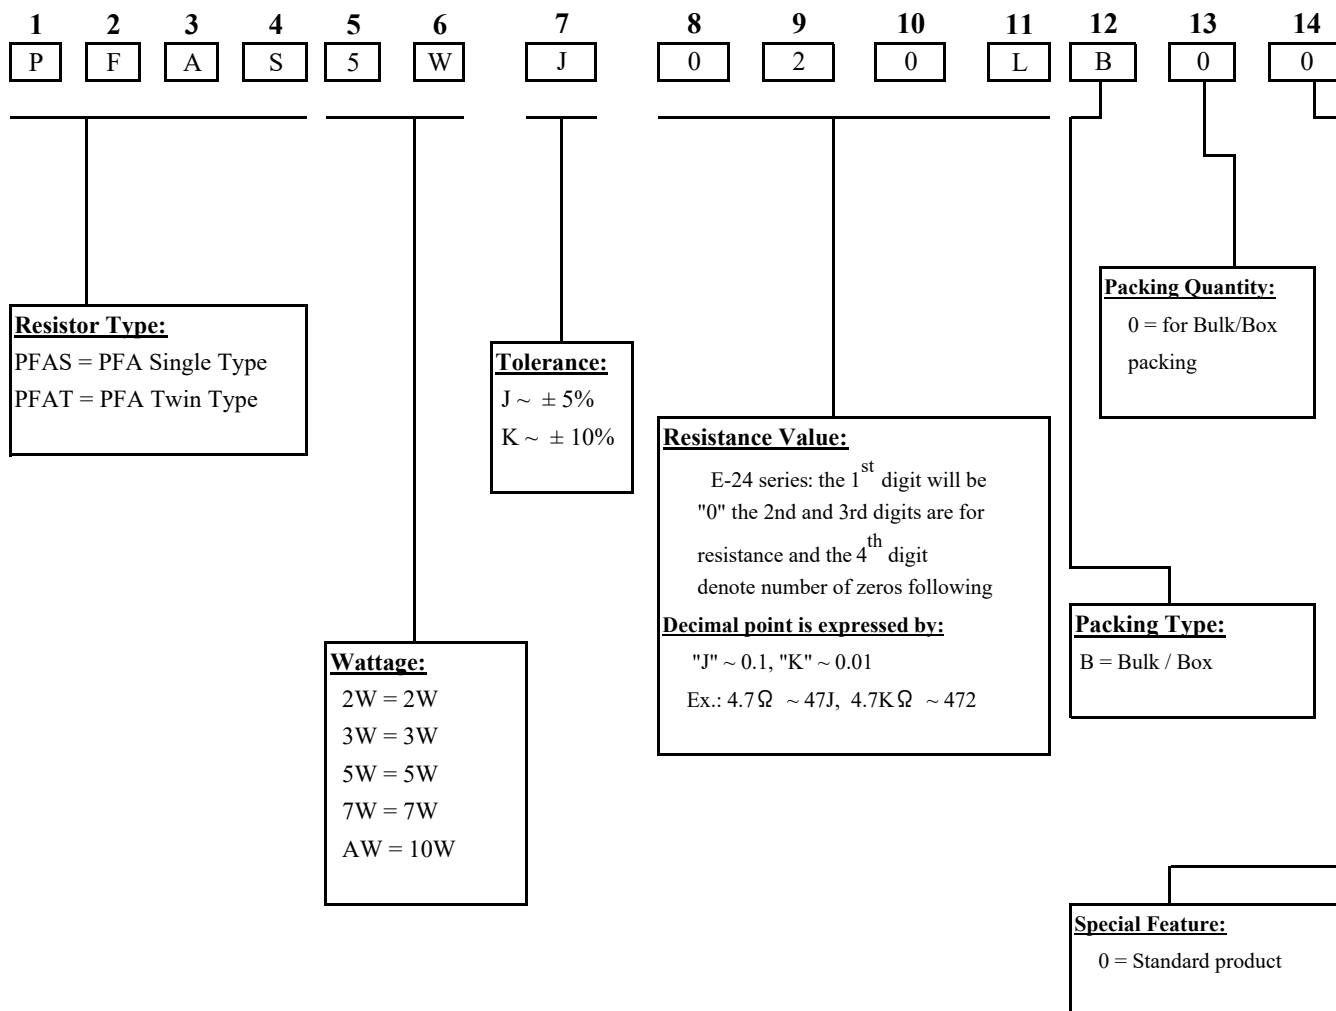 1 2 3 4 5 6 7 8 9 10 11 12 13 14
P F A S 5 W J 0 2 0 L B 0 0
Resistor Type:
PFAS = PFA Single Type
PFAT = PFA Twin Type
Wattage:
2W = 2W
3W = 3W
5W = 5W
7W = 7W
AW = 10W
Tolerance:
J ~ ± 5%
K ~ ± 10%
Resistance Value:
E-24 series: the 1st digit will be
"0" the 2nd and 3rd digits are for
resistance and the 4th digit
denote number of zeros following
Decimal point is expressed by:
"J" ~ 0.1, "K" ~ 0.01
Ex.: 4.7Ω ~ 47J, 4.7KΩ ~ 472
Packing Quantity:
0 = for Bulk/Box
packing
Packing Type:
B = Bulk / Box
Special Feature:
0 = Standard product